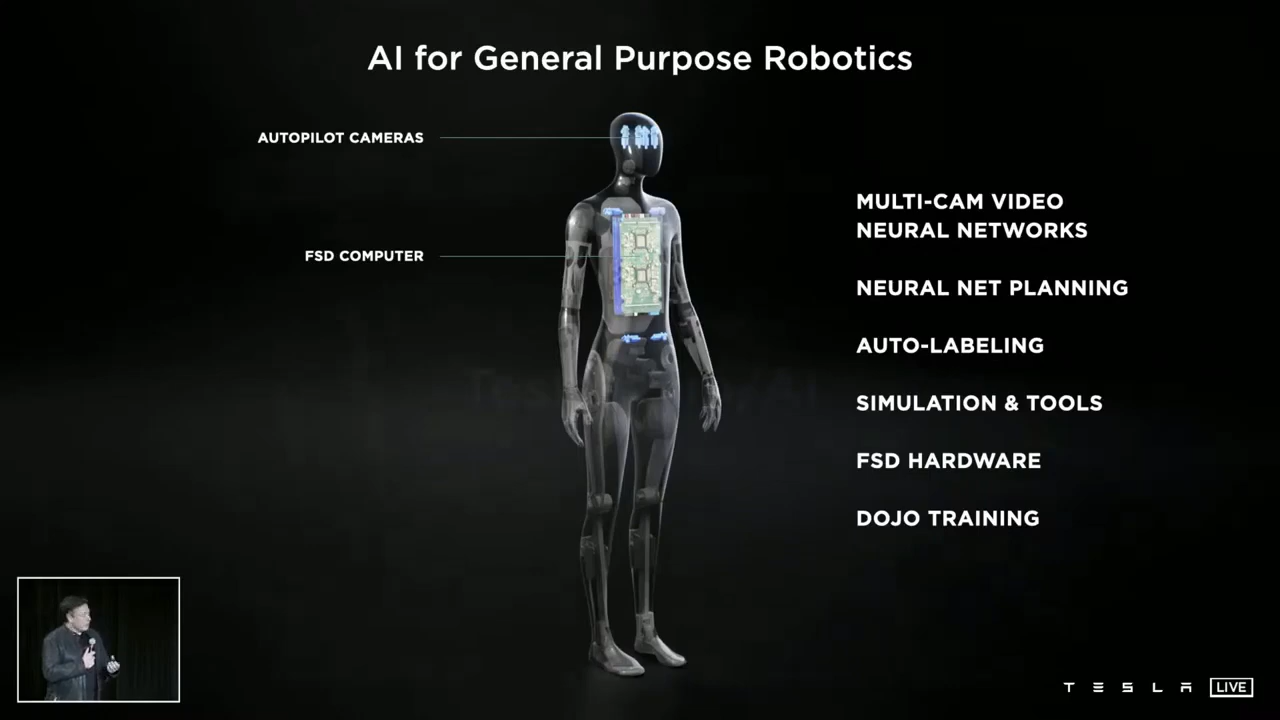 AI for General Purpose Robotics
AUTOPILOT CAMERAS
FSD COMPUTER
MULTI-CAM VIDEO
NEURAL NETWORKS
NEURAL NET PLANNING
AUTO-LABELING
SIMULATION & TOOLS
FSD HARDWARE
DOJO TRAINING
TESLA LIVE